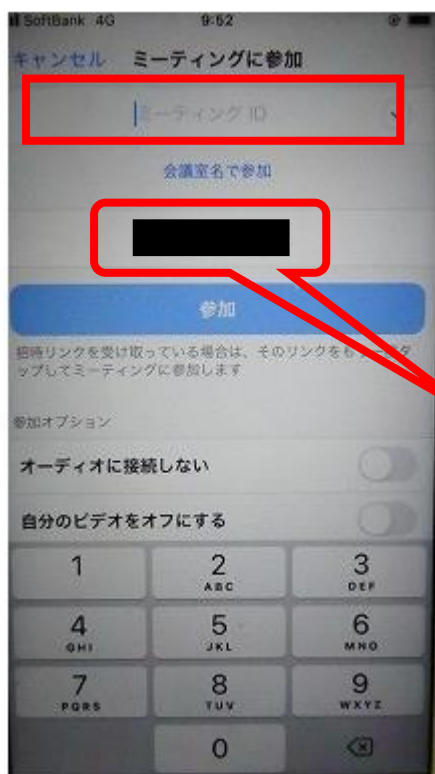 SoftBank 4G 9:52
キャンセル ミーティングに参加
ミーティング ID
会議室名で参加
参加
招待リンクを受け取っている場合は、そのリンクをもう一度タ
ップしてミーティングに参加します
参加オプション
オーディオに接続しない
自分のビデオをオフにする
1 2 3
ABC DEF
4 5 6
GHI JKL MNO
7 8 9
PQRS TUV WXYZ
0